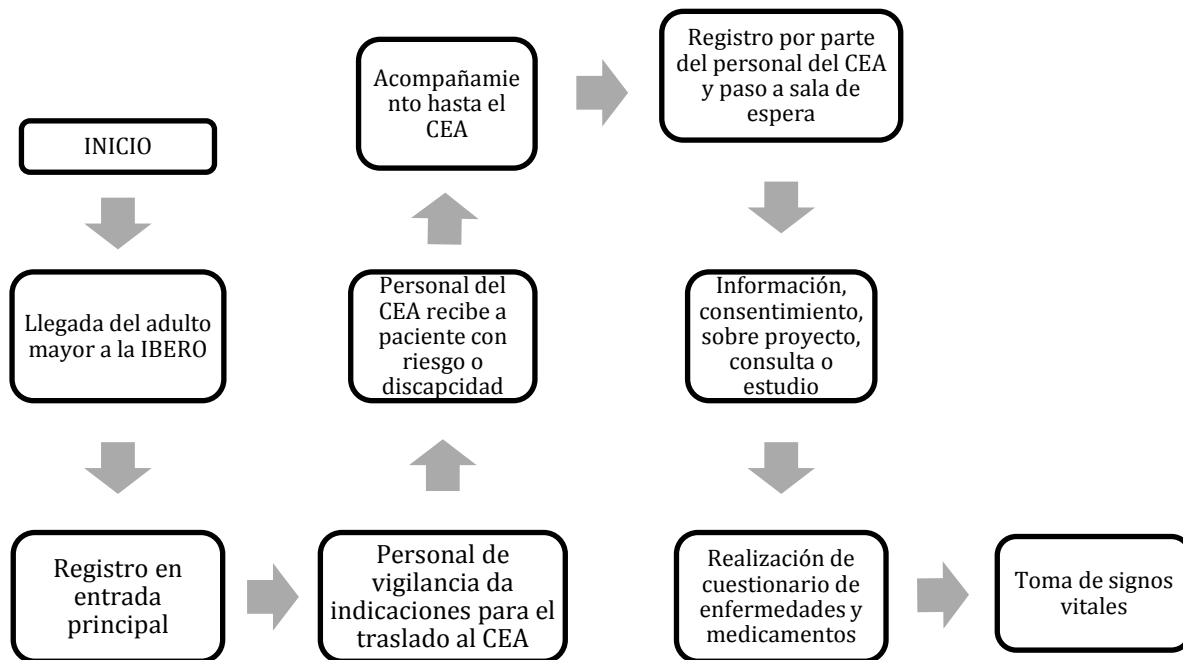 INICIO
Llegada del adulto
mayor a la IBERO
Registro en
entrada
principal
Personal de
vigilancia da
indicaciones para el
traslado al CEA
Personal del
CEA recibe a
paciente con
riesgo o
discapcidad
Acompañamie
nto hasta el
CEA
Registro por parte
del personal del CEA
y paso a sala de
espera
Información,
consentimiento,
sobre proyecto,
consulta o
estudio
Realización de
cuestionario de
enfermedades y
medicamentos
Toma de signos
vitales